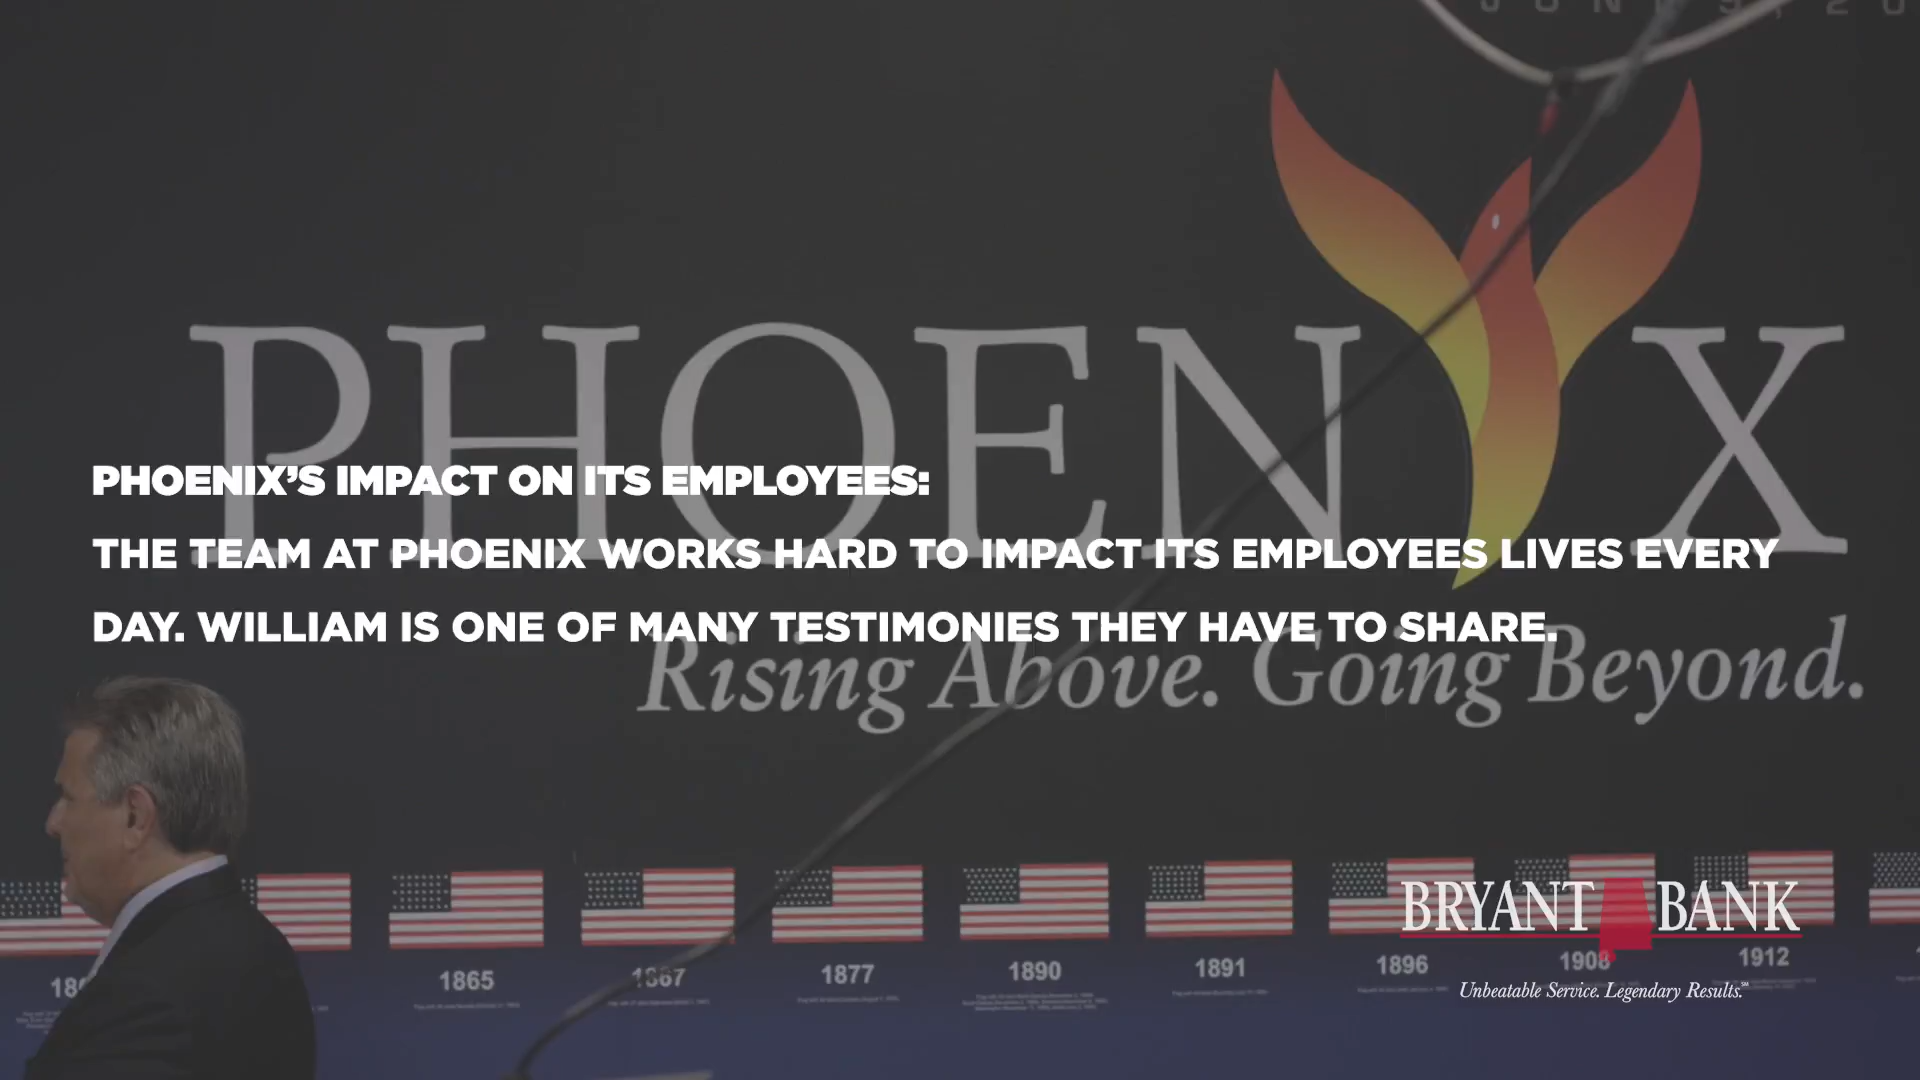 PHOENIX
PHOENIX’S IMPACT ON ITS EMPLOYEES:
THE TEAM AT PHOENIX WORKS HARD TO IMPACT ITS EMPLOYEES LIVES EVERY
DAY. WILLIAM IS ONE OF MANY TESTIMONIES THEY HAVE TO SHARE.
Rising Above. Going Beyond.
BRYANT BANK
1865 1867 1877 1890 1891 1896 1908 1912
Unbeatable Service. Legendary Results.℠